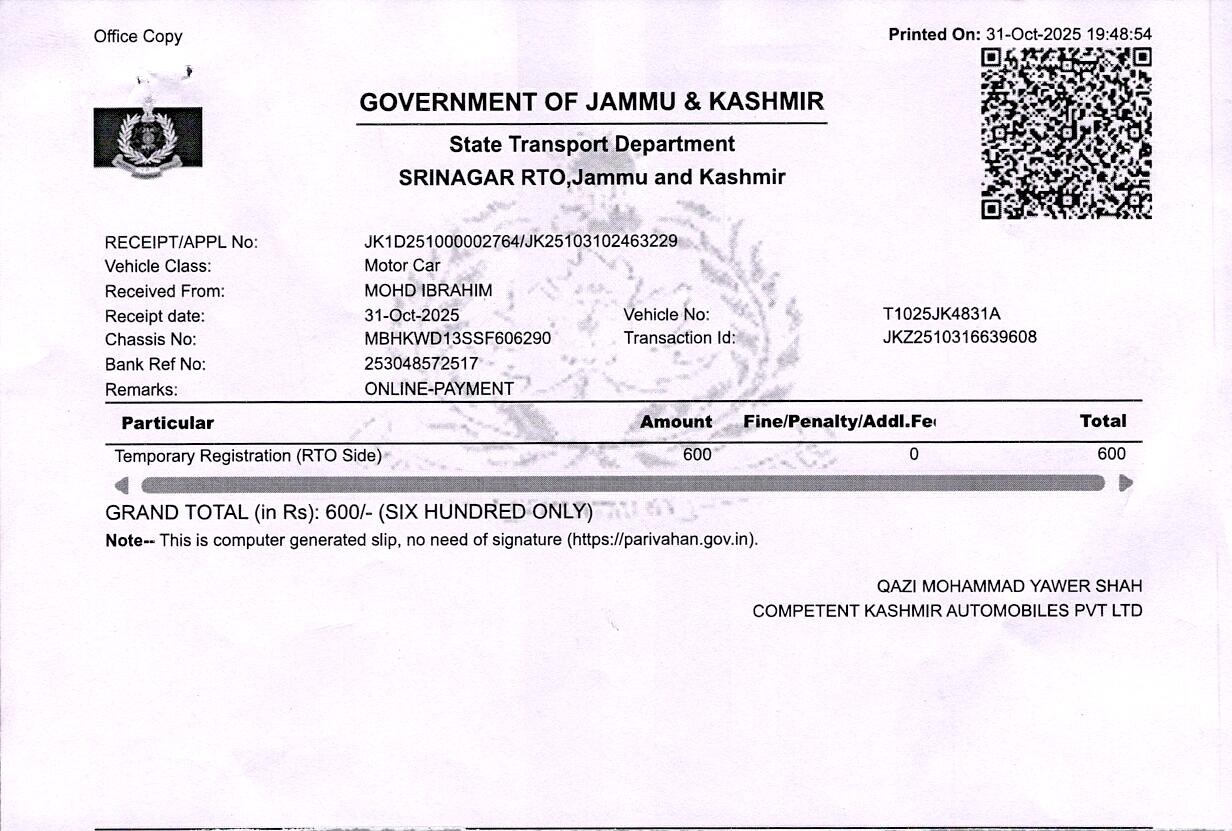 Office Copy
Printed On: 31-Oct-2025 19:48:54
GOVERNMENT OF JAMMU & KASHMIR
State Transport Department
SRINAGAR RTO,Jammu and Kashmir
RECEIPT/APPL No: JK1D251000002764/JK25103102463229
Vehicle Class: Motor Car
Received From: MOHD IBRAHIM
Receipt date: 31-Oct-2025 Vehicle No: T1025JK4831A
Chassis No: MBHKWD13SSF606290 Transaction Id: JKZ2510316639608
Bank Ref No: 253048572517
Remarks: ONLINE-PAYMENT
Particular Amount Fine/Penalty/Addl.Fe Total
Temporary Registration (RTO Side) 600 0 600
GRAND TOTAL (in Rs): 600/- (SIX HUNDRED ONLY)
Note-- This is computer generated slip, no need of signature (https://parivahan.gov.in).
QAZI MOHAMMAD YAWER SHAH
COMPETENT KASHMIR AUTOMOBILES PVT LTD